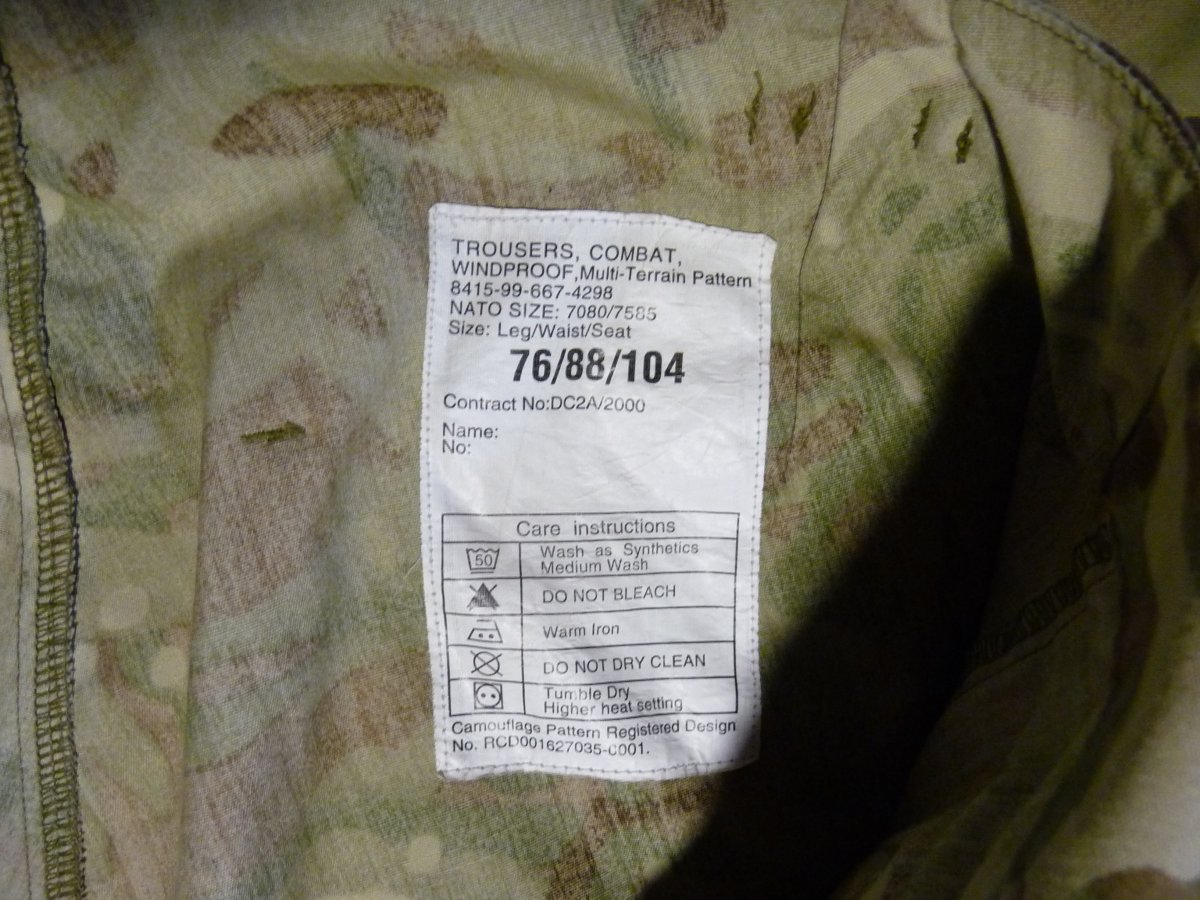 TROUSERS, COMBAT,
WINDPROOF, Multi-Terrain Pattern
8415-99-667-4298
NATO SIZE: 7080/7585
Size: Leg/Waist/Seat
76/88/104
Contract No:DC2A/2000
Name:
No:
Care instructions
50 Wash as Synthetics
Medium Wash
DO NOT BLEACH
Warm Iron
DO NOT DRY CLEAN
Tumble Dry
Higher heat setting
Camouflage Pattern Registered Design
No. RCD001627035-0001.